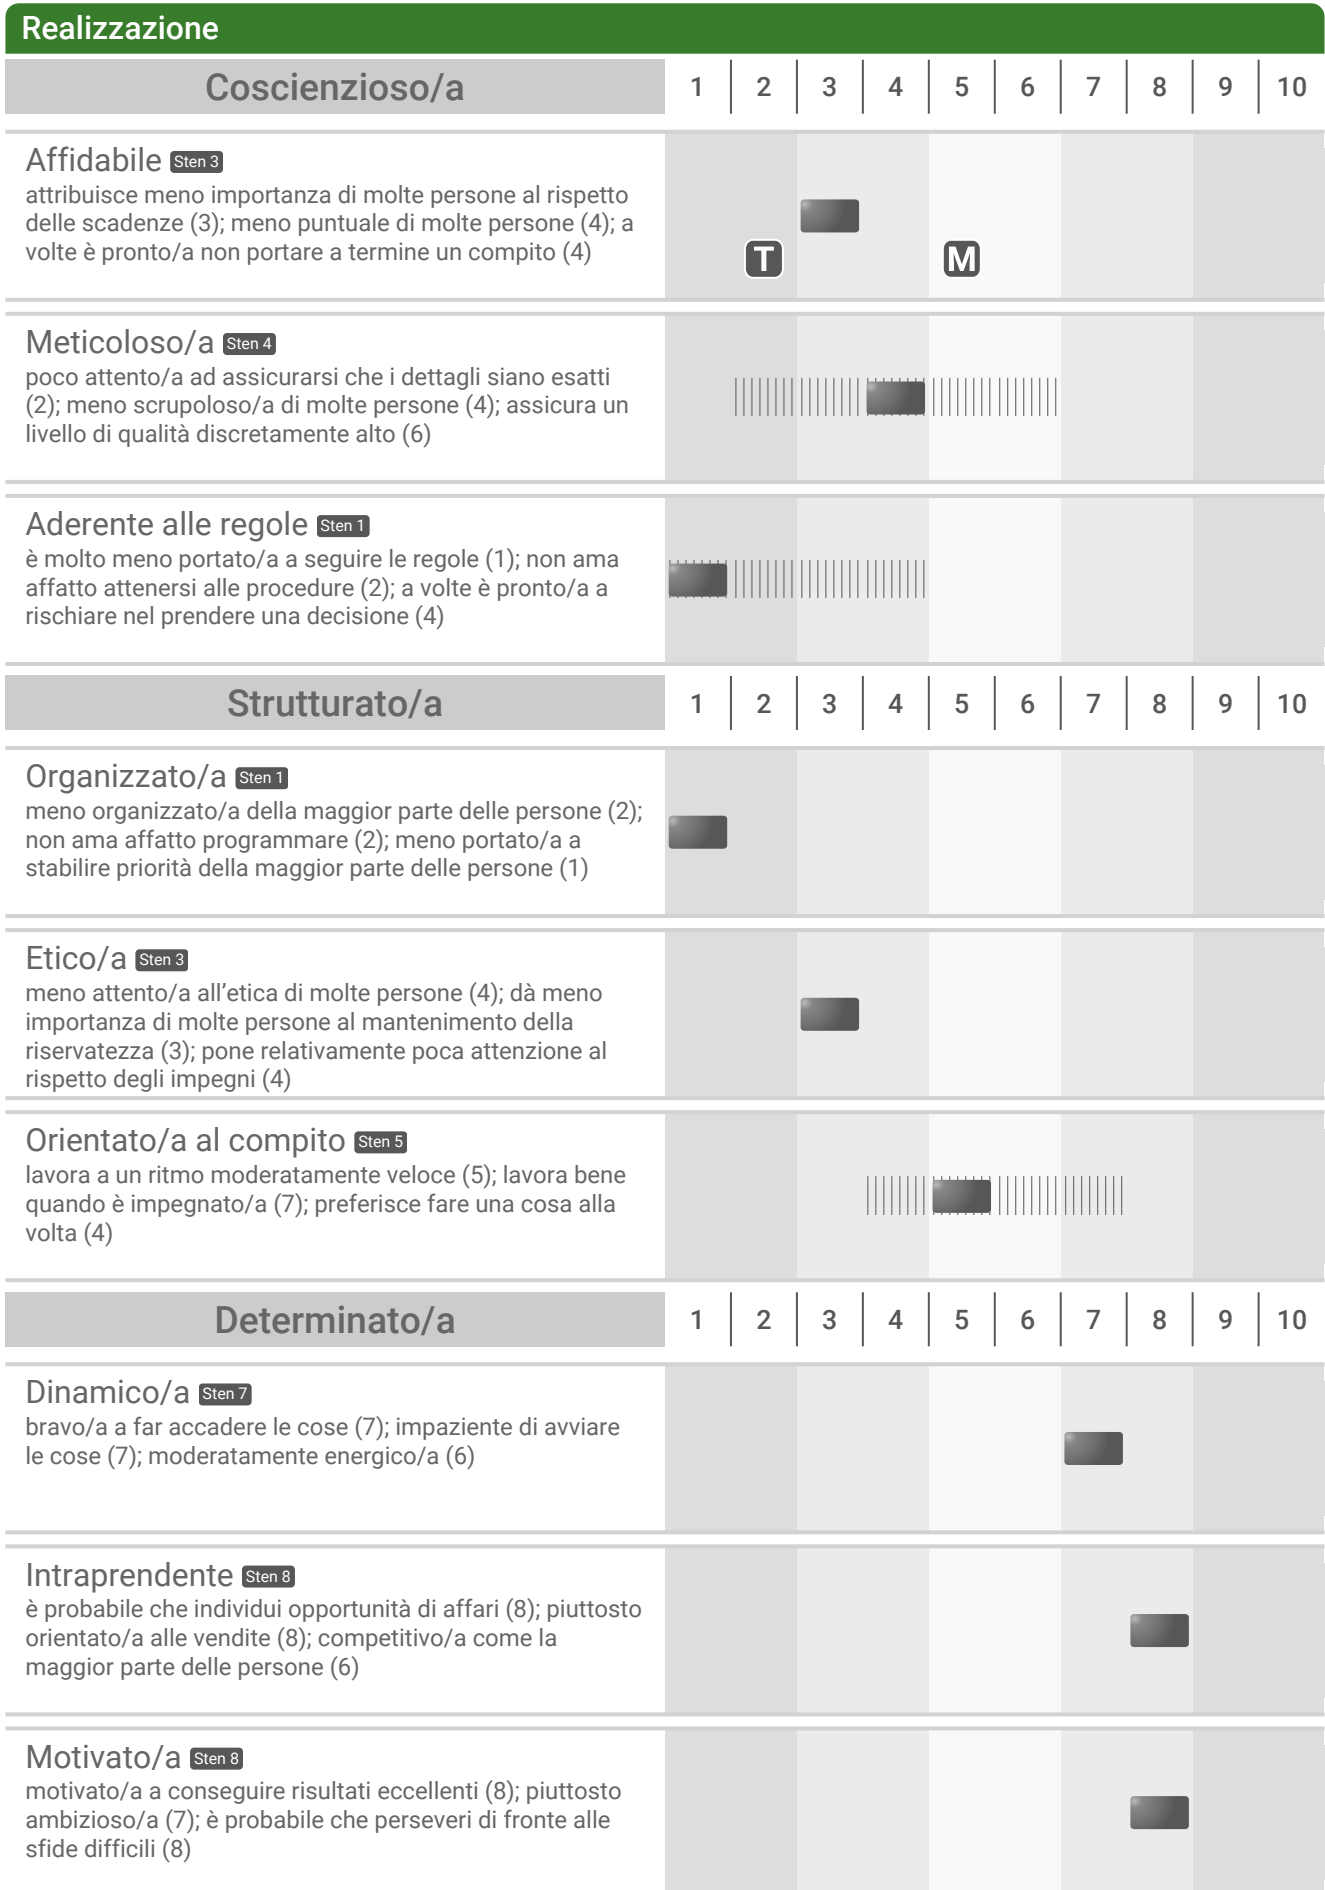 Realizzazione
Coscienzioso/a 1 2 3 4 5 6 7 8 9 10
Affidabile Sten 3
attribuisce meno importanza di molte persone al rispetto
delle scadenze (3); meno puntuale di molte persone (4); a
volte è pronto/a non portare a termine un compito (4)
T M
Meticoloso/a Sten 4
poco attento/a ad assicurarsi che i dettagli siano esatti
(2); meno scrupoloso/a di molte persone (4); assicura un
livello di qualità discretamente alto (6)
Aderente alle regole Sten 1
è molto meno portato/a a seguire le regole (1); non ama
affatto attenersi alle procedure (2); a volte è pronto/a a
rischiare nel prendere una decisione (4)
Strutturato/a 1 2 3 4 5 6 7 8 9 10
Organizzato/a Sten 1
meno organizzato/a della maggior parte delle persone (2);
non ama affatto programmare (2); meno portato/a a
stabilire priorità della maggior parte delle persone (1)
Etico/a Sten 3
meno attento/a all'etica di molte persone (4); dà meno
importanza di molte persone al mantenimento della
riservatezza (3); pone relativamente poca attenzione al
rispetto degli impegni (4)
Orientato/a al compito Sten 5
lavora a un ritmo moderatamente veloce (5); lavora bene
quando è impegnato/a (7); preferisce fare una cosa alla
volta (4)
Determinato/a 1 2 3 4 5 6 7 8 9 10
Dinamico/a Sten 7
bravo/a a far accadere le cose (7); impaziente di avviare
le cose (7); moderatamente energico/a (6)
Intraprendente Sten 8
è probabile che individui opportunità di affari (8); piuttosto
orientato/a alle vendite (8); competitivo/a come la
maggior parte delle persone (6)
Motivato/a Sten 8
motivato/a a conseguire risultati eccellenti (8); piuttosto
ambizioso/a (7); è probabile che perseveri di fronte alle
sfide difficili (8)